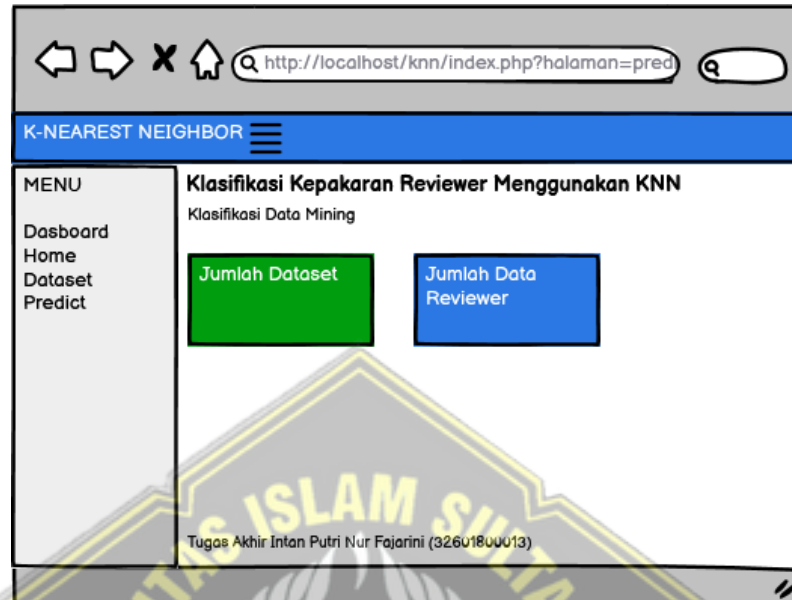 http://localhost/knn/index.php?halaman=pred
K-NEAREST NEIGHBOR
MENU
Dasboard
Home
Dataset
Predict
Klasifikasi Kepakaran Reviewer Menggunakan KNN
Klasifikasi Data Mining
Jumlah Dataset
Jumlah Data
Reviewer
ISLAM
Tugas Akhir Intan Putri Nur Fajarini (32601800013)